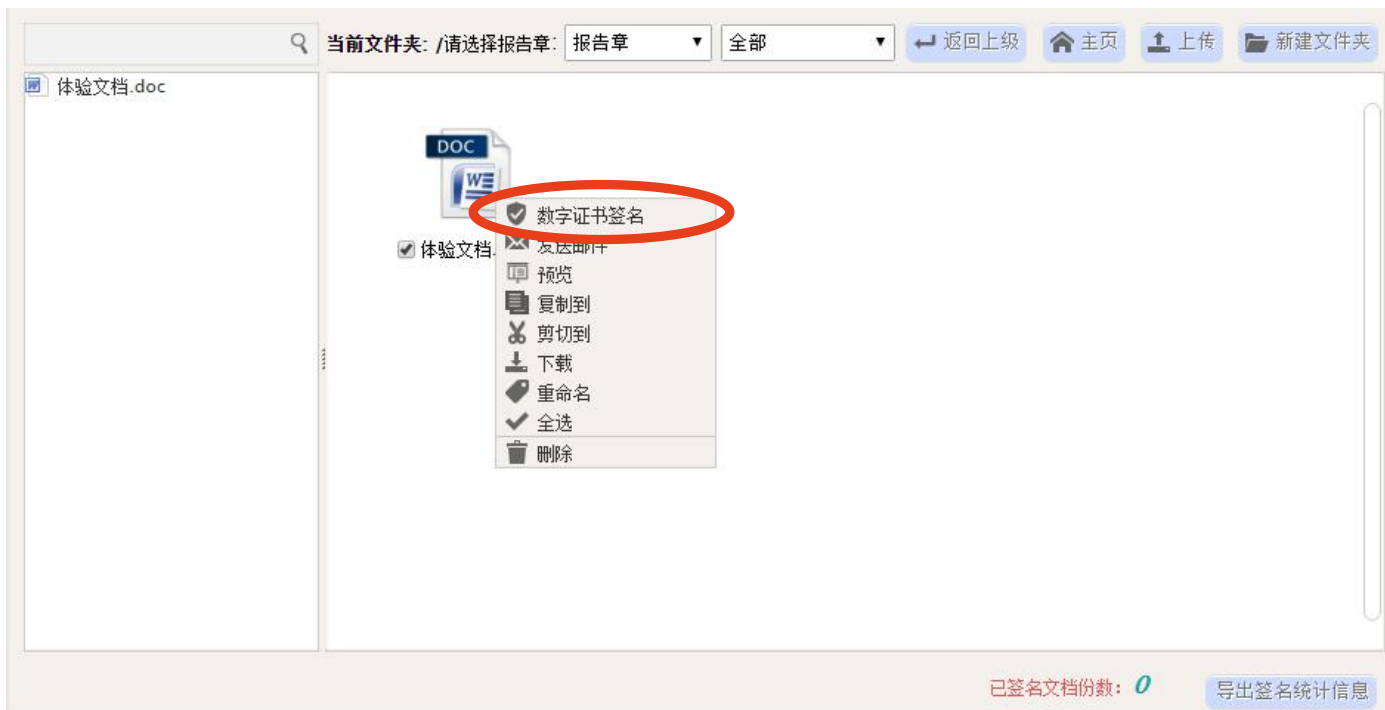 当前文件夹: /请选择报告章: 报告章 全部 返回上级 主页 上传 新建文件夹
体验文档.doc
DOC
W
数字证书签名
体验文档.
发送邮件
预览
复制到
剪切到
下载
重命名
全选
删除
已签名文档份数: 0 导出签名统计信息